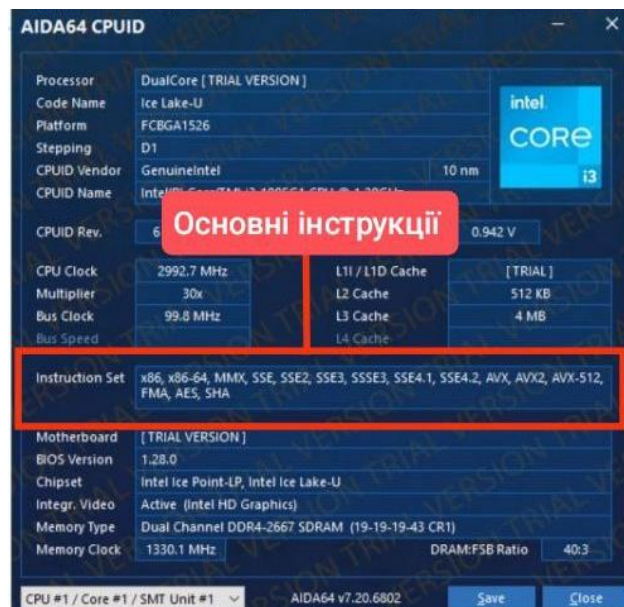 AIDA64 CPUID
Processor DualCore [ TRIAL VERSION ]
Code Name Ice Lake-U
Platform FCBGA1526
Stepping D1
CPUID Vendor GenuineIntel 10 nm
CPUID Name
intel
CORE
i3
Основні інструкції
CPUID Rev. 6 0.942 V
CPU Clock 2992.7 MHz L1I / L1D Cache [TRIAL]
Multiplier 30x L2 Cache 512 KB
Bus Clock 99.8 MHz L3 Cache 4 MB
Bus Speed L4 Cache
Instruction Set x86, x86-64, MMX, SSE, SSE2, SSE3, SSSE3, SSE4.1, SSE4.2, AVX, AVX2, AVX-512,
FMA, AES, SHA
Motherboard [ TRIAL VERSION ]
BIOS Version 1.28.0
Chipset Intel Ice Point-LP, Intel Ice Lake-U
Integr. Video Active (Intel HD Graphics)
Memory Type Dual Channel DDR4-2667 SDRAM (19-19-19-43 CR1)
Memory Clock 1330.1 MHz DRAM:FSB Ratio 40:3
CPU #1 / Core #1 / SMT Unit #1 AIDA64 v7.20.6802 Save Close